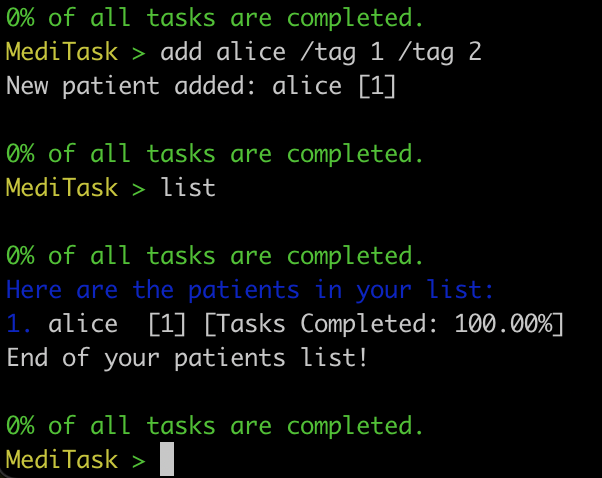 0% of all tasks are completed.
MediTask > add alice /tag 1 /tag 2
New patient added: alice [1]
0% of all tasks are completed.
MediTask > list
0% of all tasks are completed.
Here are the patients in your list:
1. alice  [1] [Tasks Completed: 100.00%]
End of your patients list!
0% of all tasks are completed.
MediTask >